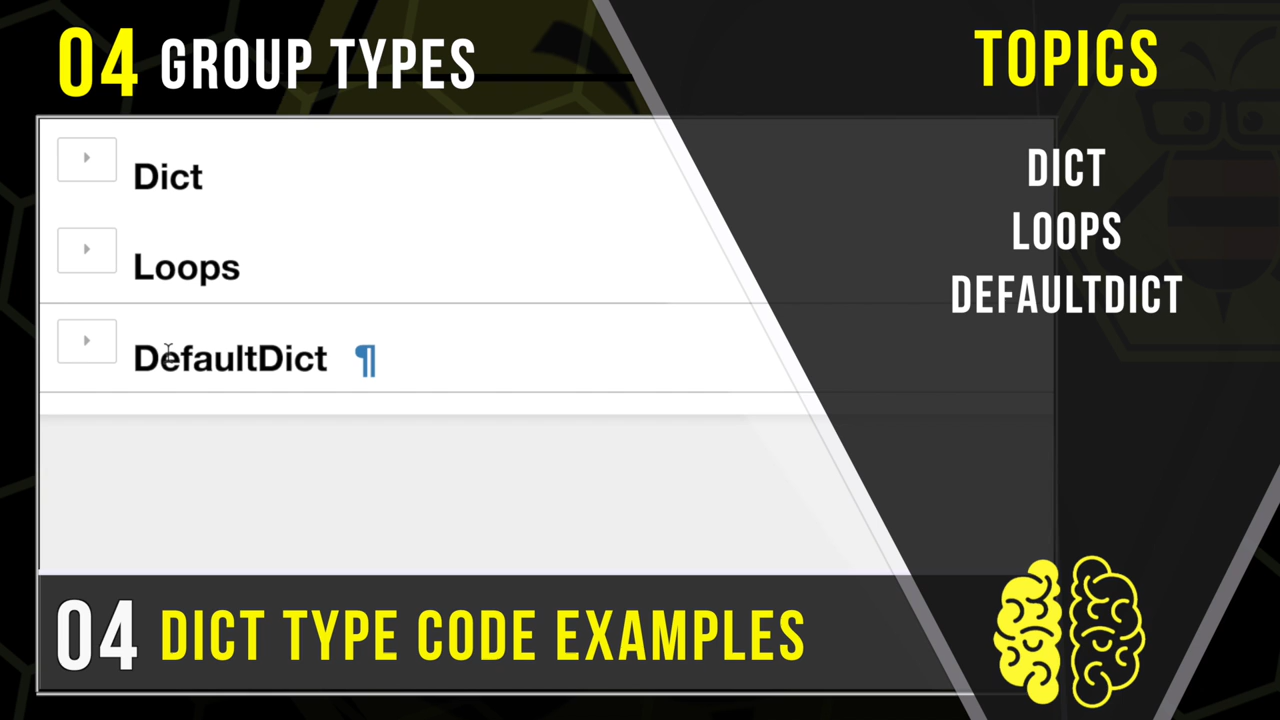 04 GROUP TYPES
Dict
Loops
DefaultDict ¶
04 DICT TYPE CODE EXAMPLES
TOPICS
DICT
LOOPS
DEFAULTDICT